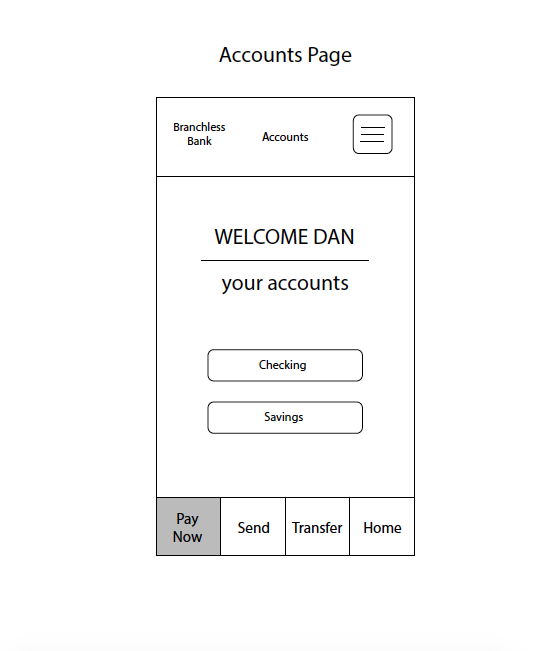 Accounts Page
Branchless
Bank
Accounts
WELCOME DAN
your accounts
Checking
Savings
Pay
Now
Send
Transfer
Home